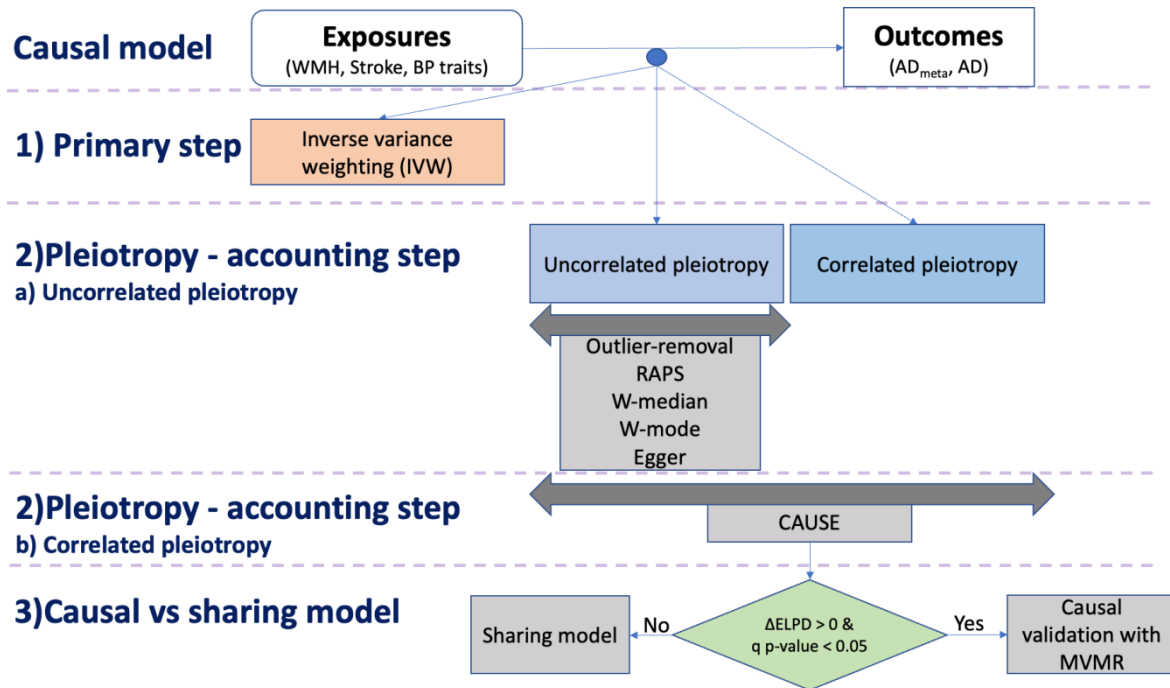 Causal model
Exposures
(WMH, Stroke, BP traits)
Outcomes
(ADmeta, AD)
1) Primary step
Inverse variance
weighting (IVW)
2)Pleiotropy - accounting step
a) Uncorrelated pleiotropy
Uncorrelated pleiotropy
Correlated pleiotropy
Outlier-removal
RAPS
W-median
W-mode
Egger
2)Pleiotropy - accounting step
b) Correlated pleiotropy
CAUSE
3)Causal vs sharing model
Sharing model
No
ΔELPD > 0 &
q p-value < 0.05
Yes
Causal
validation with
MVMR